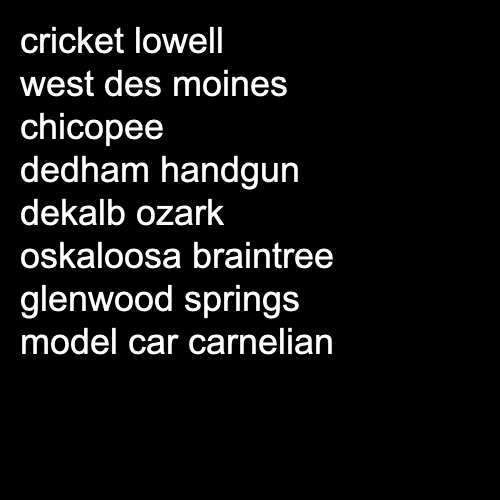 cricket lowell
west des moines
chicopee
dedham handgun
dekalb ozark
oskaloosa braintree
glenwood springs
model car carnelian